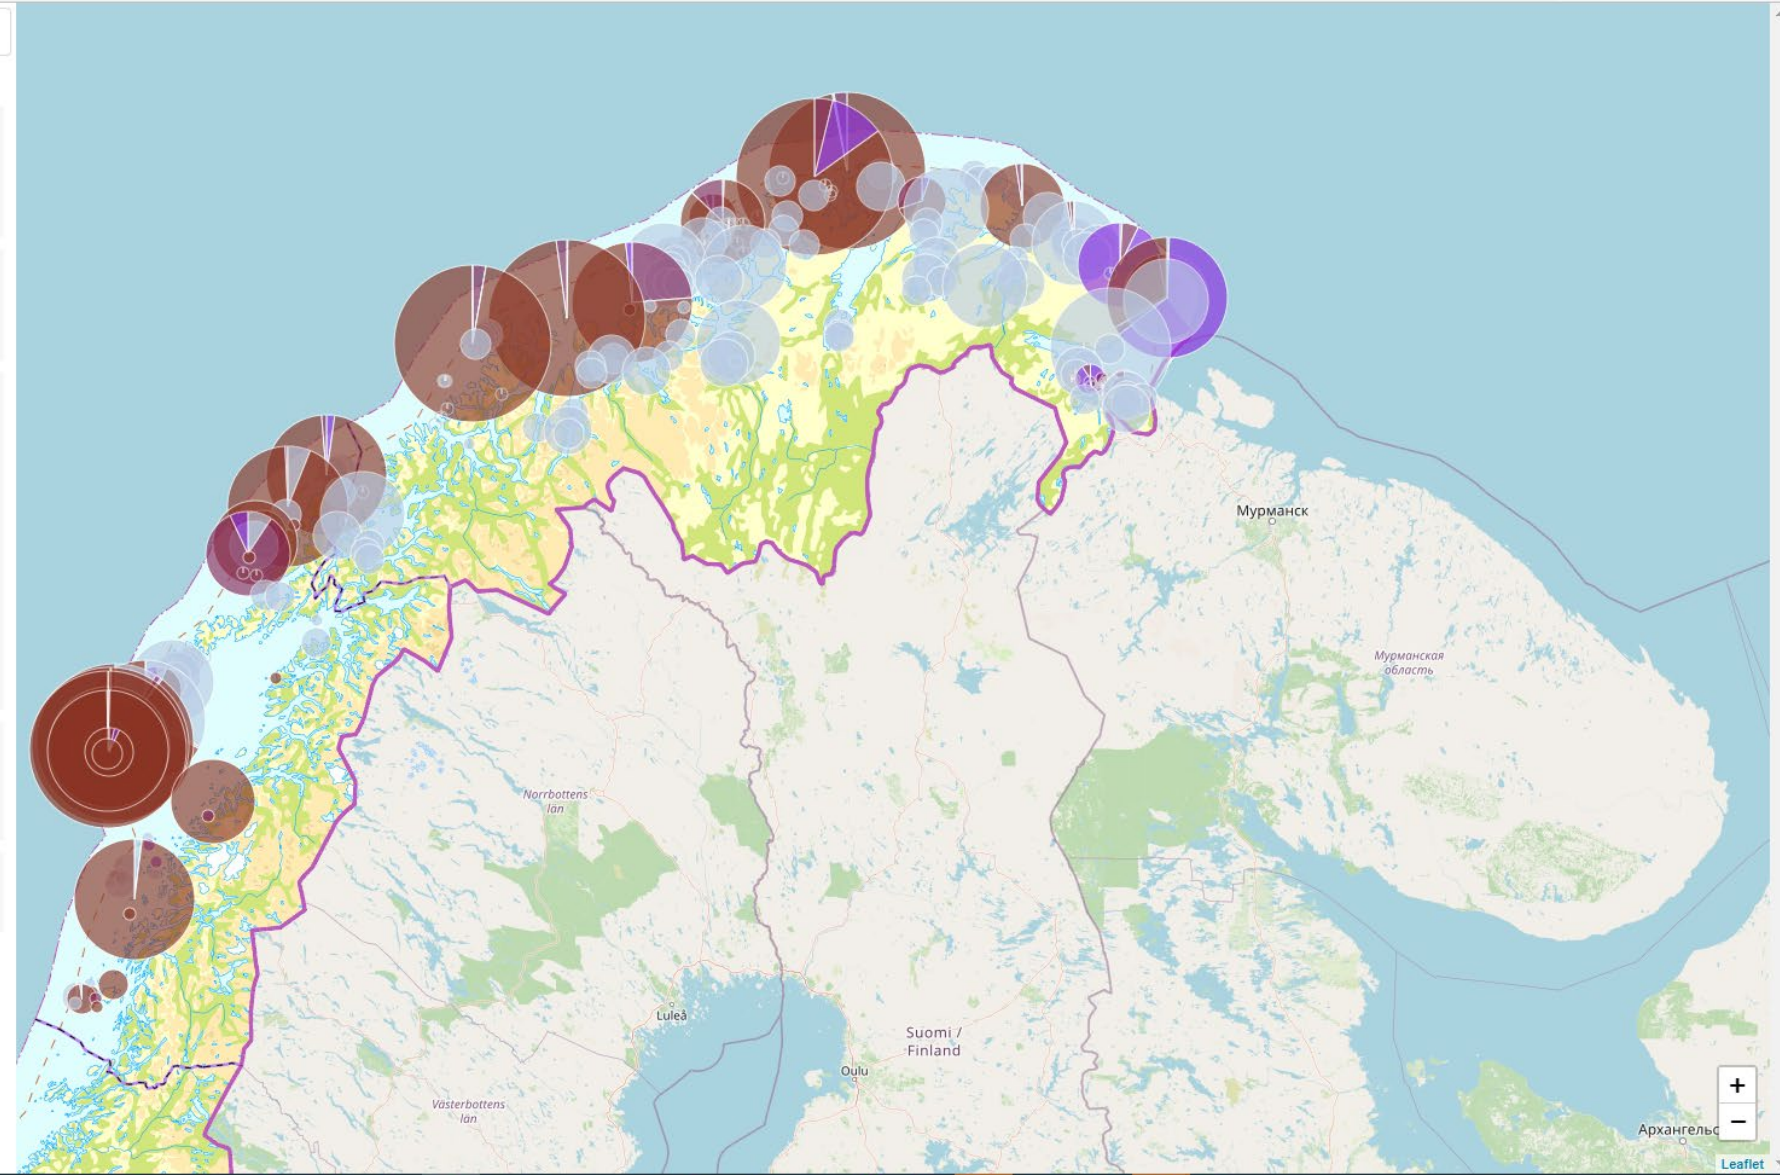 Мурманск
Мурманская
область
Norrbottens
län
Luleå
Suomi /
Finland
Oulu
Västerbottens
län
+
−
Архангельс
Leaflet